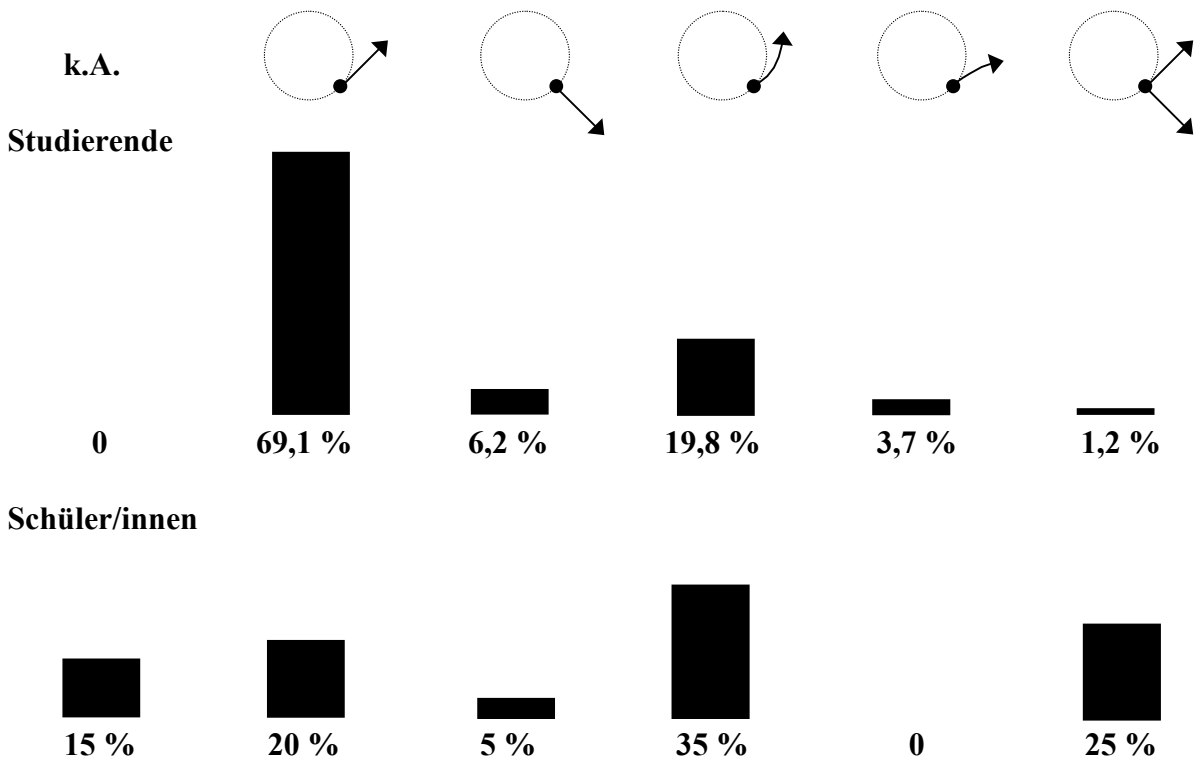 k.A.
Studierende
0 69,1 % 6,2 % 19,8 % 3,7 % 1,2 %
Schüler/innen
15 % 20 % 5 % 35 % 0 25 %